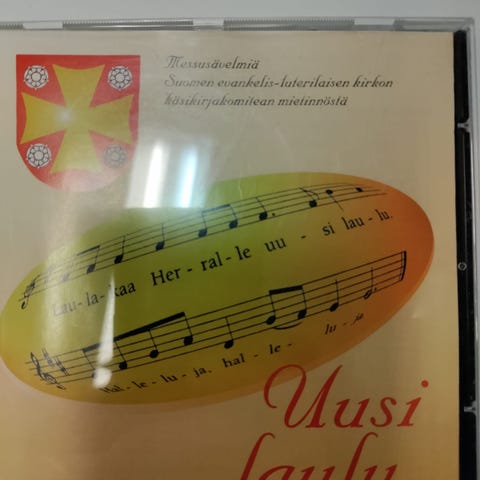 Messusävelmiä
Suomen evankelis-luterilaisen kirkon
käsikirjakomitean mietinnöstä
Lau-la-kaa Her-ral-le uu-si lau-lu.
Hal-le-lu-ja, hal-le-lu-ja
Uusi
laulu